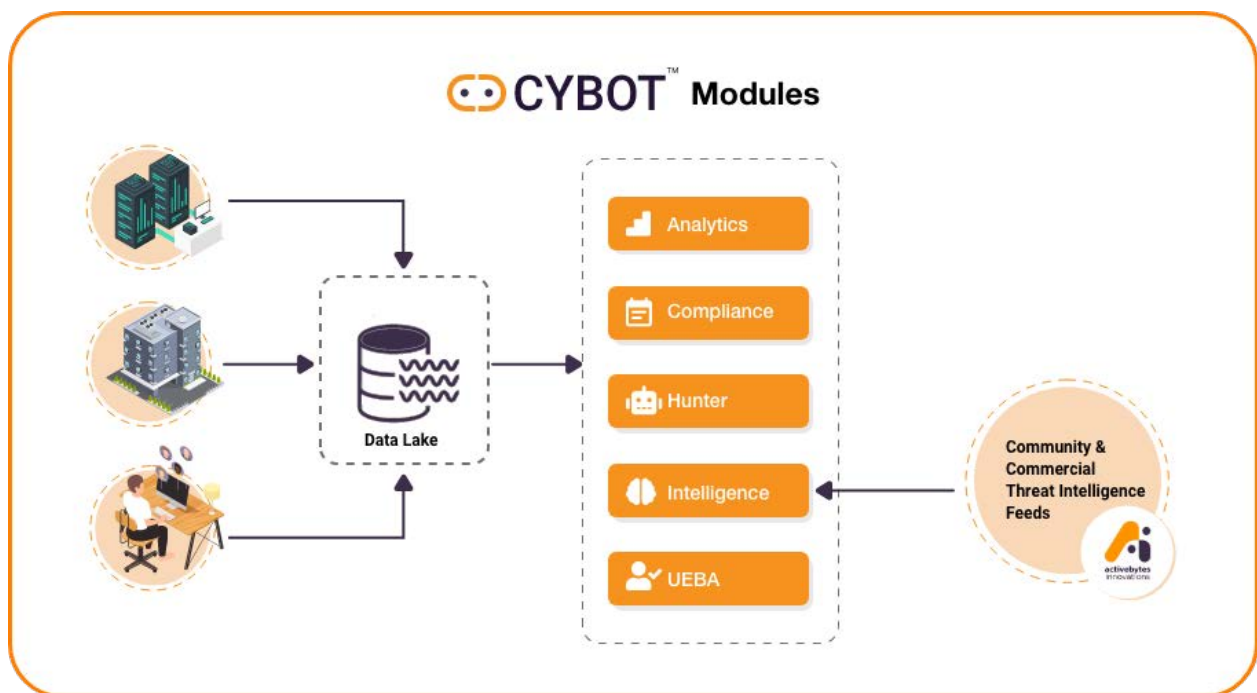 CYBOT™ Modules
Analytics
Compliance
Hunter
Intelligence
UEBA
Data Lake
Community &
Commercial
Threat Intelligence
Feeds
activebytes
innovations